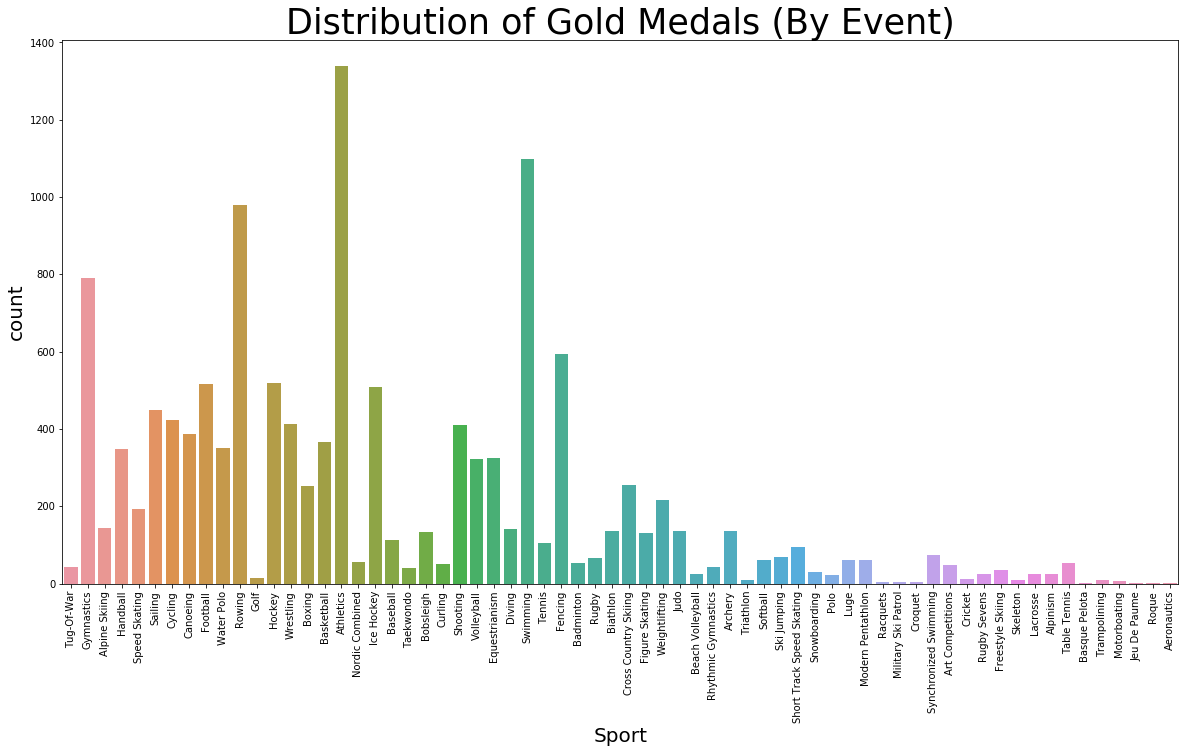 Distribution of Gold Medals (By Event)
1400
1200
1000
800
600
400
200
0
count
Tug-Of-War
Gymnastics
Alpine Skiing
Handball
Speed Skating
Sailing
Cycling
Canoeing
Football
Water Polo
Rowing
Golf
Hockey
Wrestling
Boxing
Basketball
Athletics
Nordic Combined
Ice Hockey
Baseball
Taekwondo
Bobsleigh
Curling
Shooting
Volleyball
Equestrianism
Diving
Swimming
Tennis
Fencing
Badminton
Rugby
Biathlon
Cross Country Skiing
Figure Skating
Weightlifting
Judo
Beach Volleyball
Rhythmic Gymnastics
Archery
Triathlon
Softball
Ski Jumping
Short Track Speed Skating
Snowboarding
Polo
Luge
Modern Pentathlon
Racquets
Military Ski Patrol
Croquet
Synchronized Swimming
Art Competitions
Cricket
Rugby Sevens
Freestyle Skiing
Skeleton
Lacrosse
Alpinism
Table Tennis
Basque Pelota
Trampolining
Motorboating
Jeu De Paume
Roque
Aeronautics
Sport